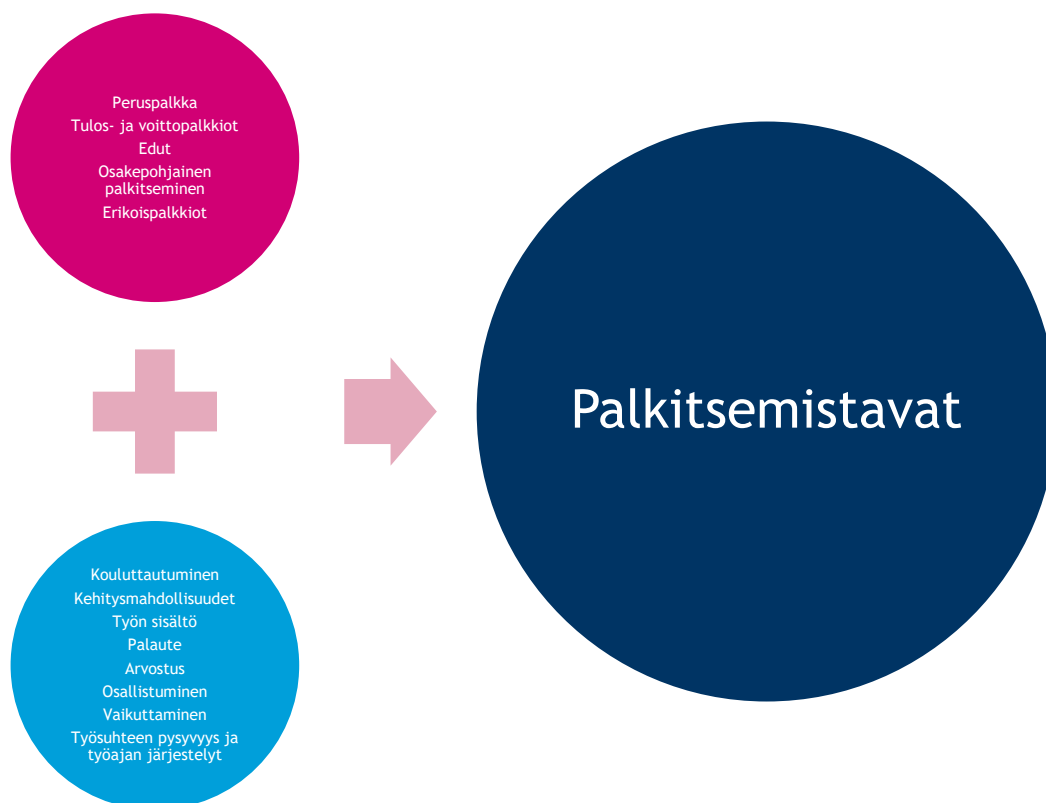 Peruspalkka
Tulos- ja voittopalkkiot
Edut
Osakepohjainen
palkitseminen
Erikoispalkkiot
Palkitsemistavat
Kouluttautuminen
Kehitysmahdollisuudet
Työn sisältö
Palaute
Arvostus
Osallistuminen
Vaikuttaminen
Työsuhteen pysyvyys ja
työajan järjestelyt